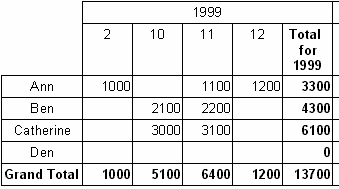 1999
2 10 11 12 Total for 1999
Ann 1000 1100 1200 3300
Ben 2100 2200 4300
Catherine 3000 3100 6100
Den 0
Grand Total 1000 5100 6400 1200 13700